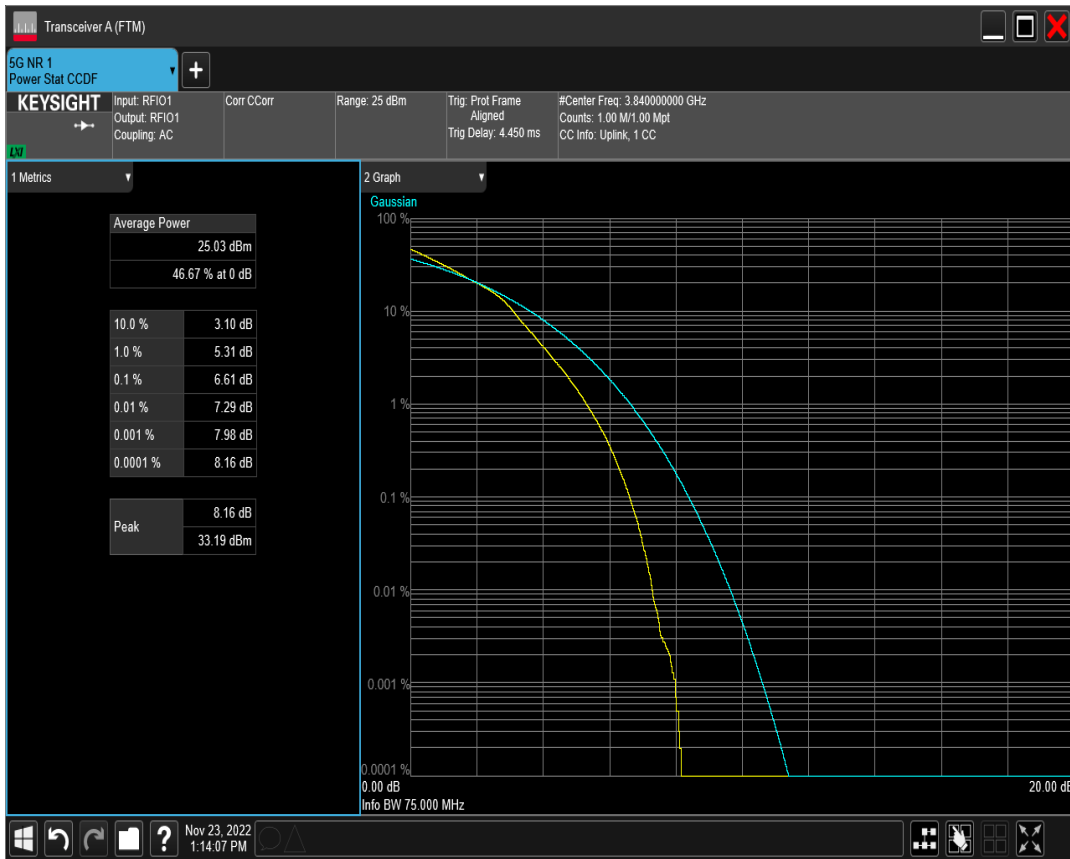 Transceiver A (FTM)
5G NR 1
Power Stat CCDF
+
KEYSIGHT
LXI
Input: RFIO1
Output: RFIO1
Coupling: AC
Corr CCorr
Range: 25 dBm
Trig: Prot Frame
Aligned
Trig Delay: 4.450 ms
#Center Freq: 3.840000000 GHz
Counts: 1.00 M/1.00 Mpt
CC Info: Uplink, 1 CC
1 Metrics
Average Power
25.03 dBm
46.67 % at 0 dB
10.0 % 3.10 dB
1.0 % 5.31 dB
0.1 % 6.61 dB
0.01 % 7.29 dB
0.001 % 7.98 dB
0.0001 % 8.16 dB
Peak
8.16 dB
33.19 dBm
2 Graph
Gaussian
100 %
10 %
1 %
0.1 %
0.01 %
0.001 %
0.0001 %
0.00 dB
20.00 dB
Info BW 75.000 MHz
?
Nov 23, 2022
1:14:07 PM